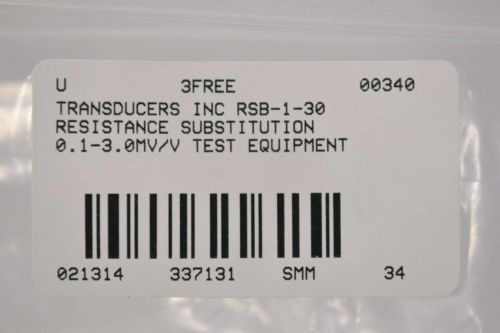 U 3FREE 00340
TRANSDUCERS INC RSB-1-30
RESISTANCE SUBSTITUTION
0.1-3.0MV/V TEST EQUIPMENT
021314 337131 SMM 34